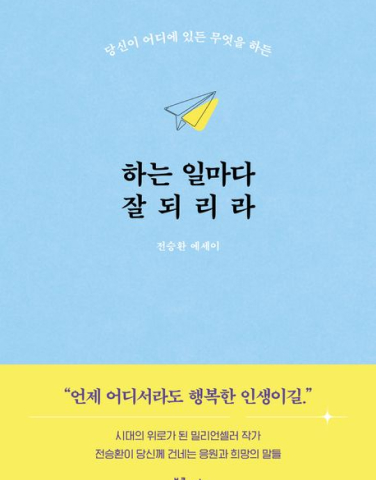 당신이 어디에 있든 무엇을 하든
하는 일마다
잘 되 리 라
전승환 에세이
“언제 어디서라도 행복한 인생이길.”
시대의 위로가 된 밀리언셀러 작가
전승환이 당신께 건네는 응원과 희망의 말들